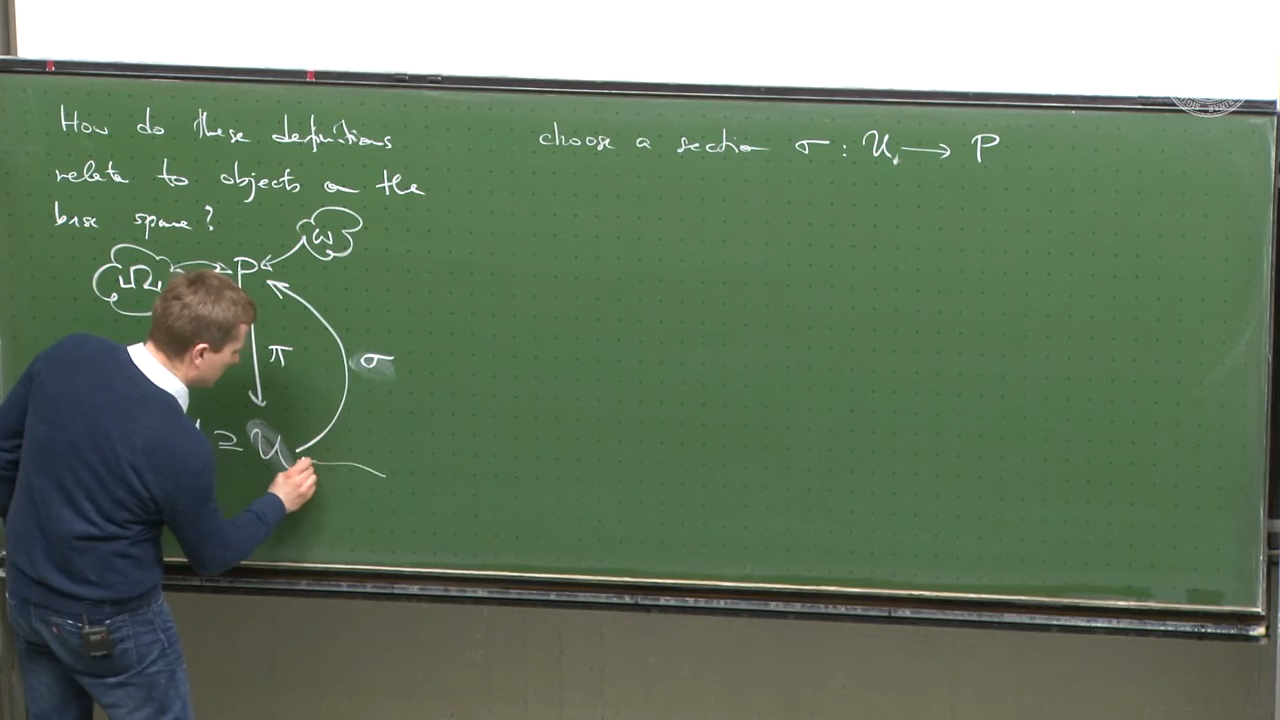 How do these definitions
relate to objects on the
base space?
choose a section σ : U → P
ω
Ω
P
π
σ
⊇ U